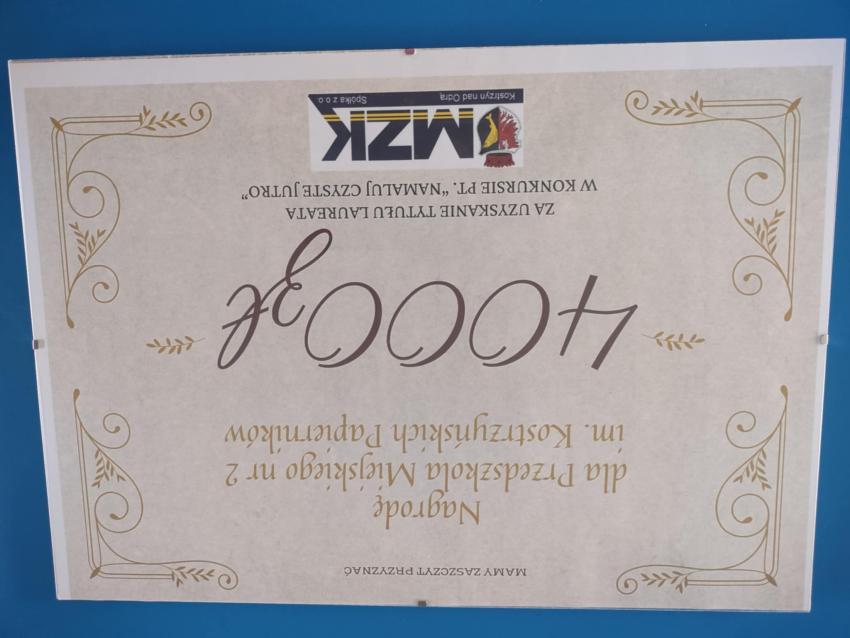 MAMY ZASZCZYT PRZYZNAĆ
Nagrodę
dla Przedszkola Miejskiego nr 2
im. Kostrzyńskich Papierników
4000zł
ZA UZYSKANIE TYTUŁU LAUREATA
W KONKURSIE PT. “NAMALUJ CZYSTE JUTRO”
MZK
Kostrzyn nad Odrą Spółka z o.o